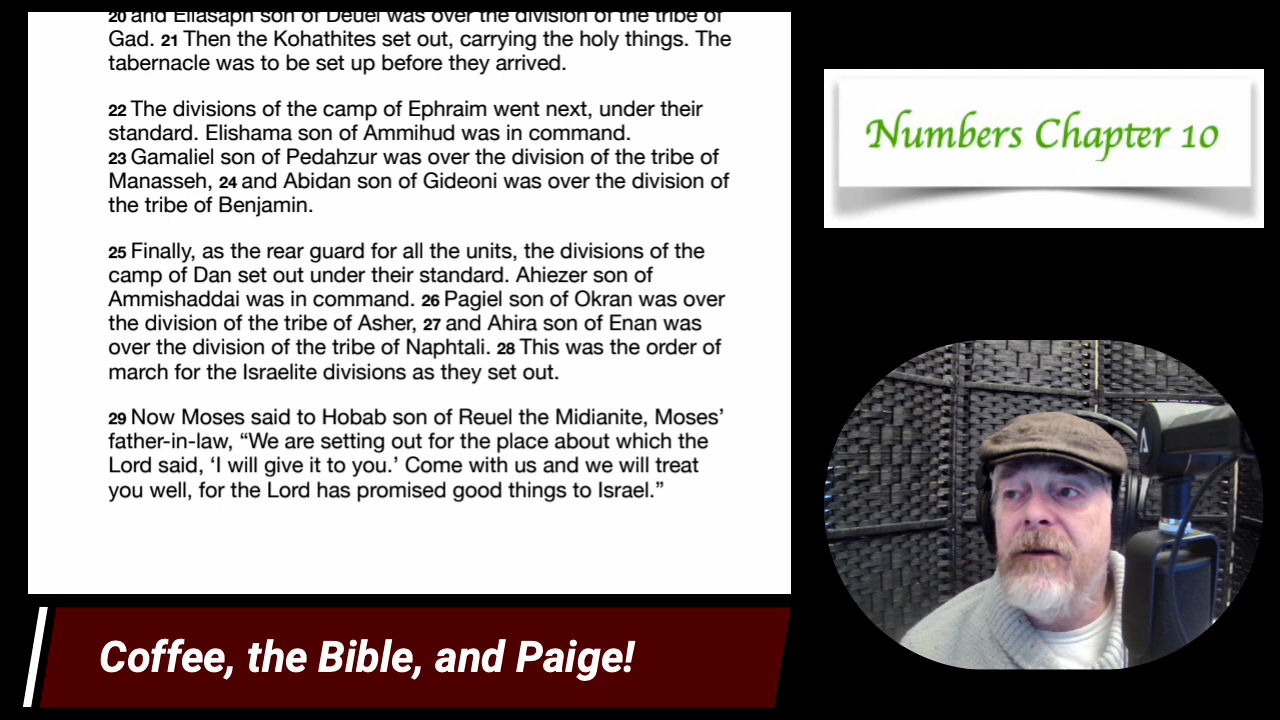 20 and Eliasaph son of Deuel was over the division of the tribe of
Gad. 21 Then the Kohathites set out, carrying the holy things. The
tabernacle was to be set up before they arrived.
22 The divisions of the camp of Ephraim went next, under their
standard. Elishama son of Ammihud was in command.
23 Gamaliel son of Pedahzur was over the division of the tribe of
Manasseh, 24 and Abidan son of Gideoni was over the division of
the tribe of Benjamin.
25 Finally, as the rear guard for all the units, the divisions of the
camp of Dan set out under their standard. Ahiezer son of
Ammishaddai was in command. 26 Pagiel son of Okran was over
the division of the tribe of Asher, 27 and Ahira son of Enan was
over the division of the tribe of Naphtali. 28 This was the order of
march for the Israelite divisions as they set out.
29 Now Moses said to Hobab son of Reuel the Midianite, Moses’
father-in-law, “We are setting out for the place about which the
Lord said, ‘I will give it to you.’ Come with us and we will treat
you well, for the Lord has promised good things to Israel.”
Numbers Chapter 10
Coffee, the Bible, and Paige!